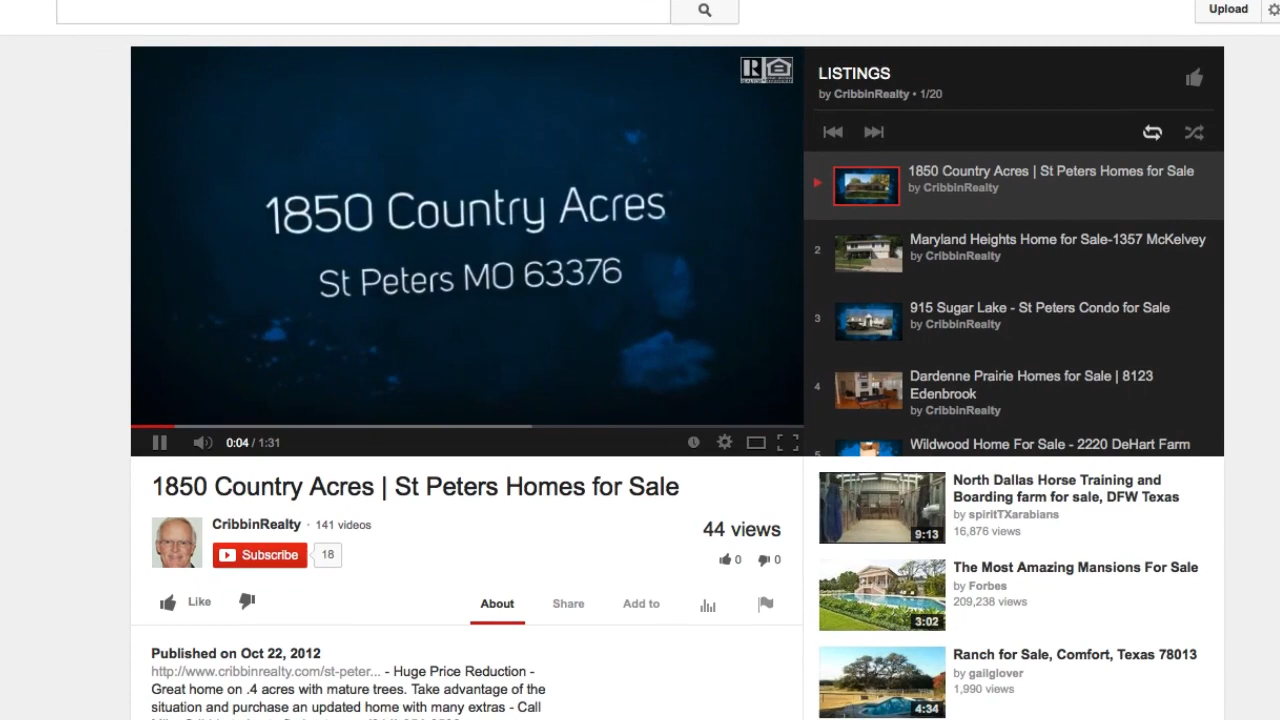 Upload
1850 Country Acres
St Peters MO 63376
LISTINGS
by CribbinRealty • 1/20
1850 Country Acres | St Peters Homes for Sale
by CribbinRealty
2
Maryland Heights Home for Sale-1357 McKelvey
by CribbinRealty
3
915 Sugar Lake - St Peters Condo for Sale
by CribbinRealty
4
Dardenne Prairie Homes for Sale | 8123
Edenbrook
by CribbinRealty
Wildwood Home For Sale - 2220 DeHart Farm
0:04 / 1:31
1850 Country Acres | St Peters Homes for Sale
CribbinRealty · 141 videos
Subscribe 18
44 views
0 0
Like
About Share Add to
Published on Oct 22, 2012
http://www.cribbinrealty.com/st-peter... - Huge Price Reduction -
Great home on .4 acres with mature trees. Take advantage of the
situation and purchase an updated home with many extras - Call
North Dallas Horse Training and
Boarding farm for sale, DFW Texas
by spiritTXarabians
16,876 views
9:13
The Most Amazing Mansions For Sale
by Forbes
209,238 views
3:02
Ranch for Sale, Comfort, Texas 78013
by gailglover
1,990 views
4:34